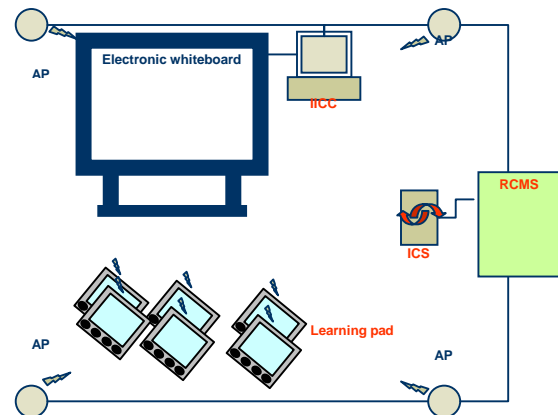 AP
Electronic whiteboard
IICC
AP
RCMS
ICS
Learning pad
AP
AP